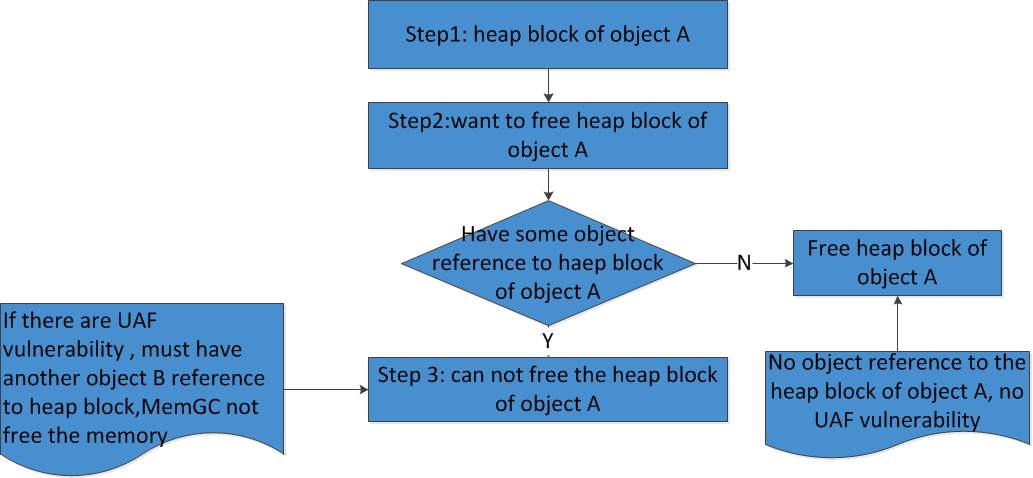 Step1: heap block of object A
Step2:want to free heap block of
object A
Have some object
reference to haep block
of object A
N
Free heap block of
object A
Y
If there are UAF
vulnerability , must have
another object B reference
to heap block,MemGC not
free the memory
Step 3: can not free the heap block
of object A
No object reference to the
heap block of object A, no
UAF vulnerability